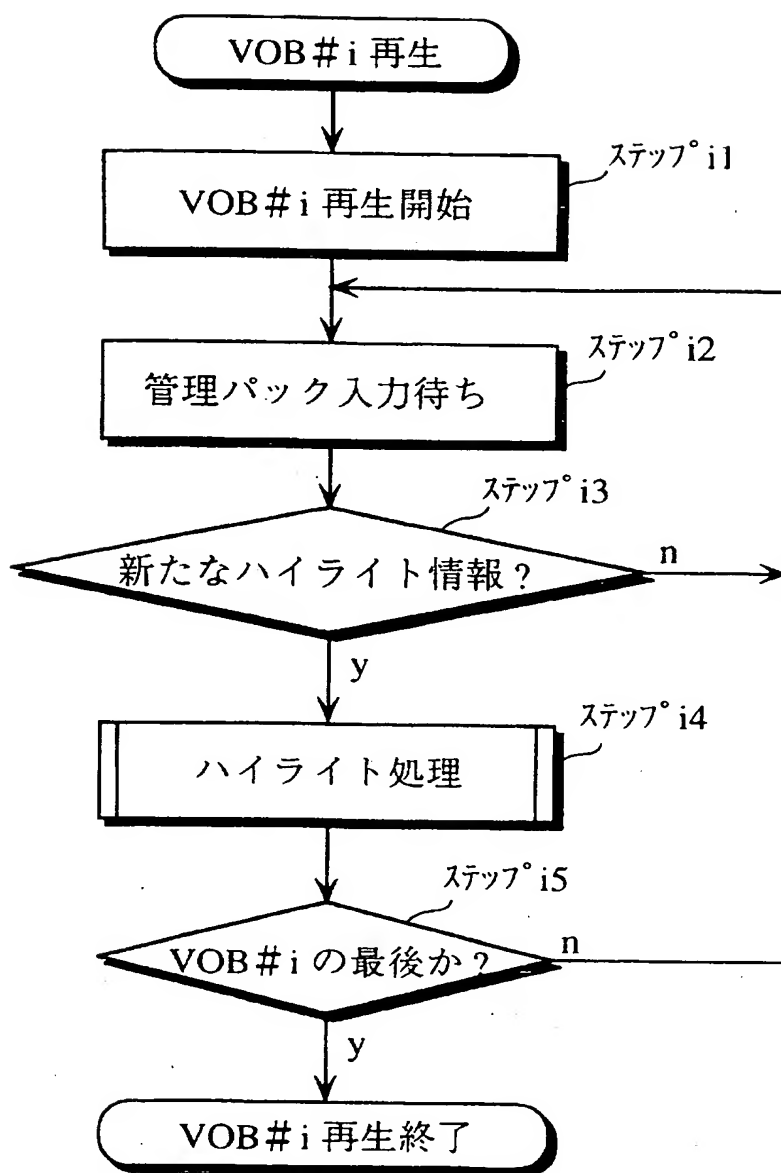 VOB＃i 再生
ステップ i1
VOB＃i 再生開始
ステップ i2
管理パック入力待ち
ステップ i3
新たなハイライト情報？
n
y
ステップ i4
ハイライト処理
ステップ i5
VOB＃i の最後か？
n
y
VOB＃i 再生終了